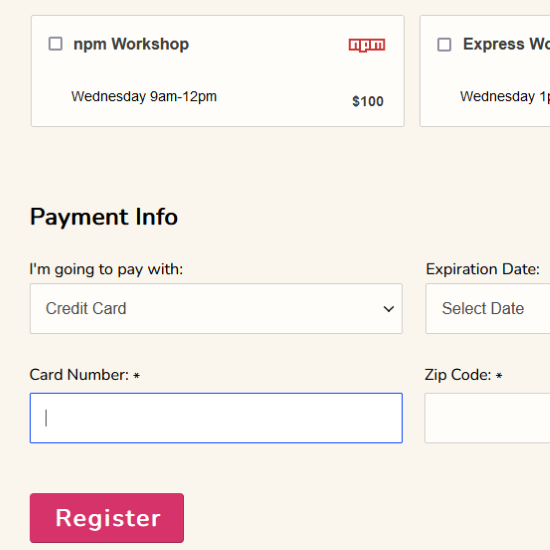 npm Workshop
npm
Express Wo
Wednesday 9am-12pm
$100
Wednesday 1p
Payment Info
I'm going to pay with:
Expiration Date:
Credit Card
Select Date
Card Number: *
Zip Code: *
Register